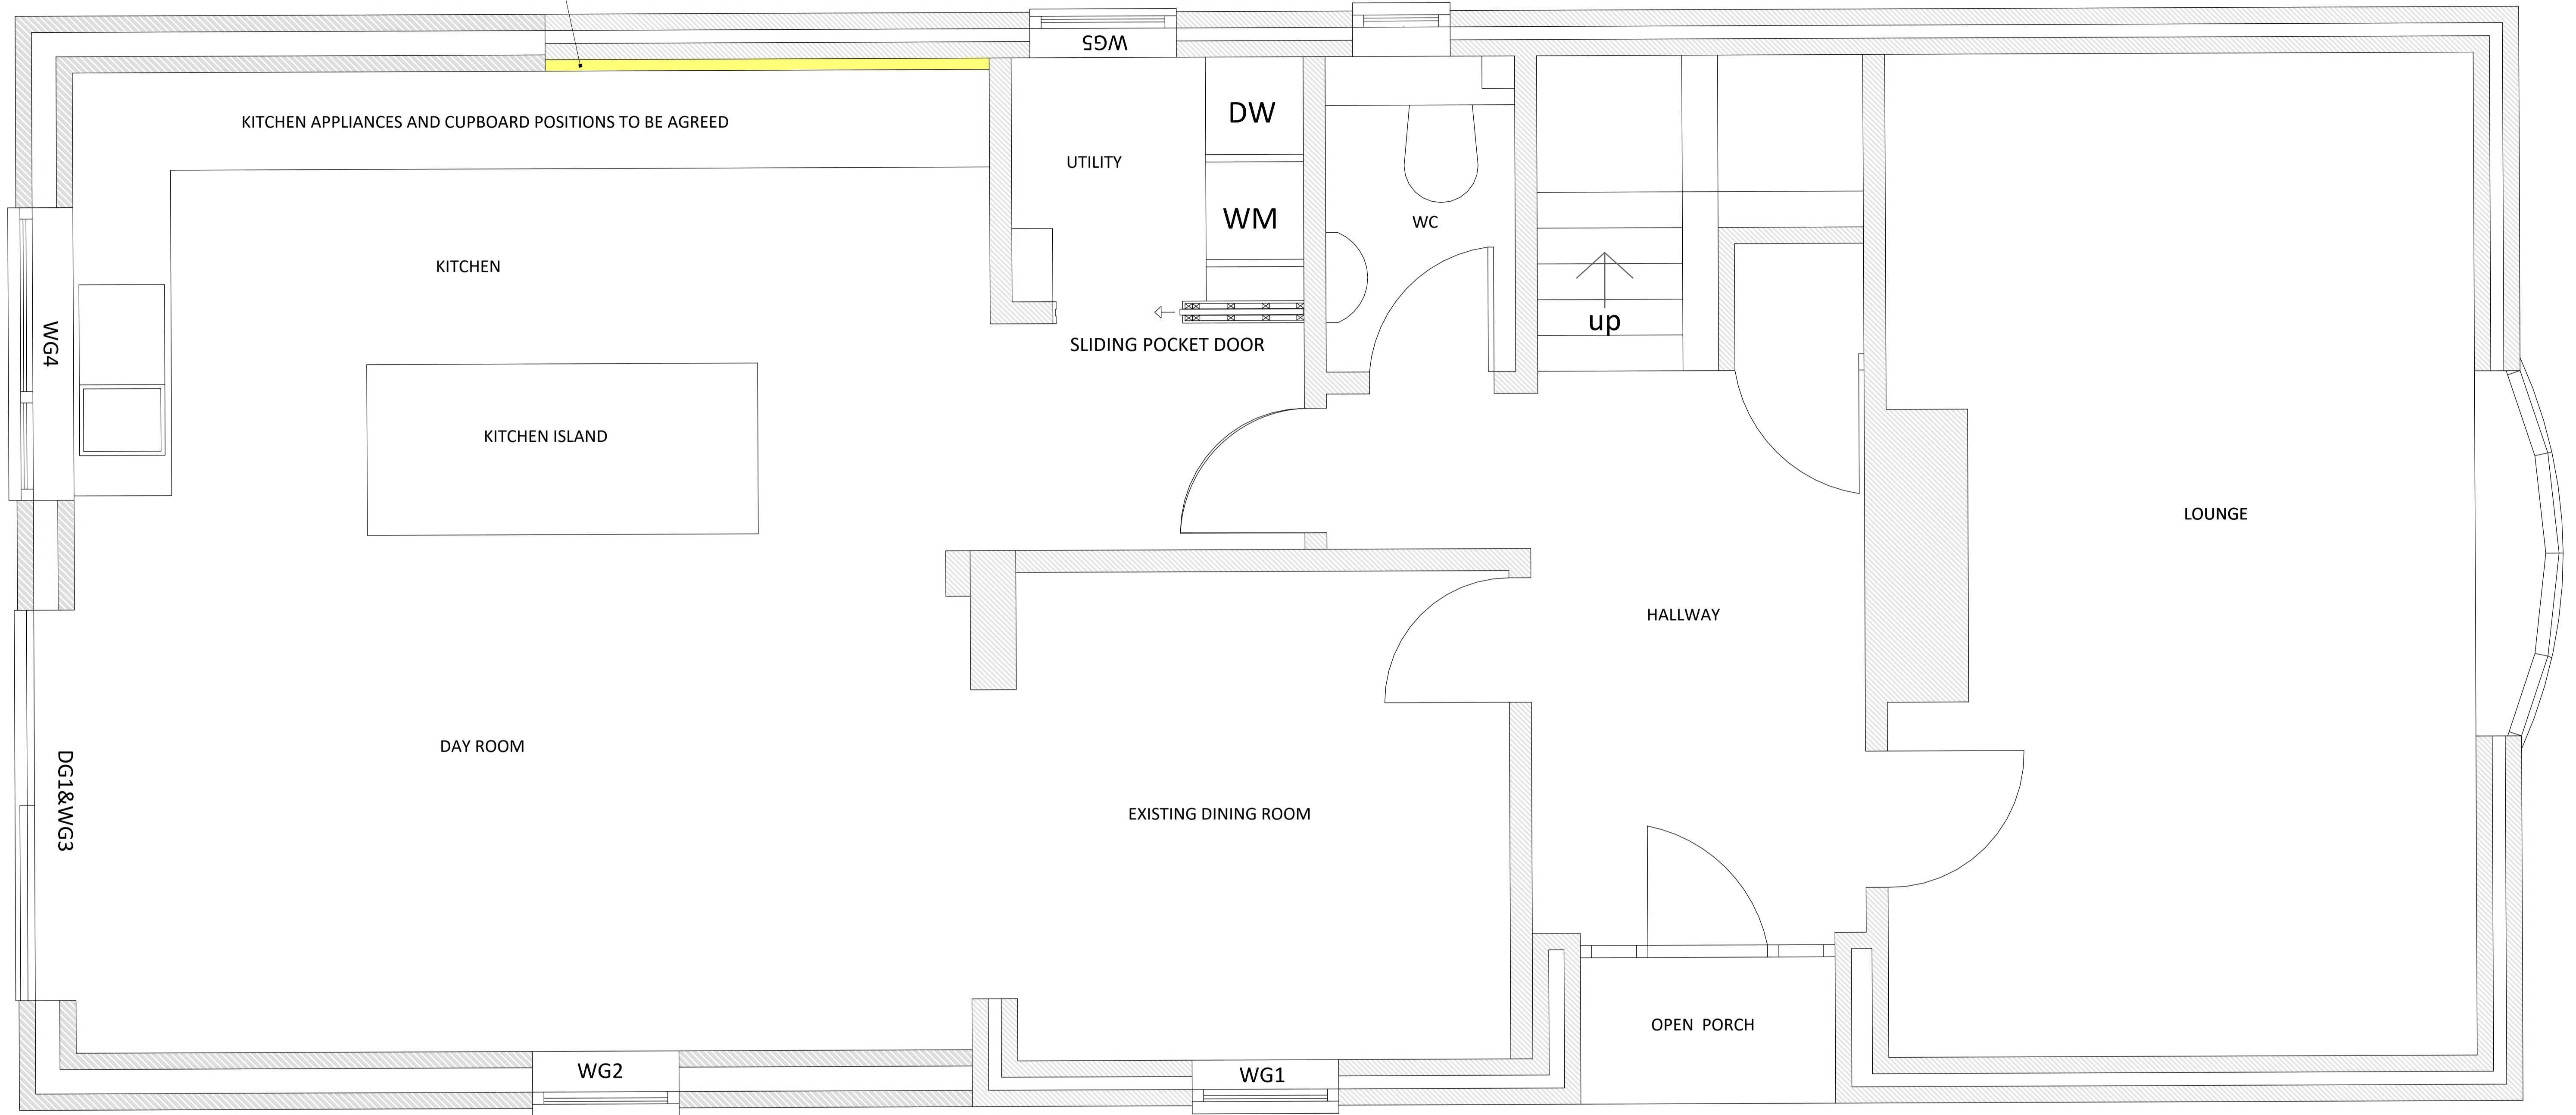 WG5
KITCHEN APPLIANCES AND CUPBOARD POSITIONS TO BE AGREED
DW
UTILITY
WM
WC
KITCHEN
up
WG4
SLIDING POCKET DOOR
KITCHEN ISLAND
LOUNGE
HALLWAY
DAY ROOM
DG1&WG3
EXISTING DINING ROOM
OPEN PORCH
WG2
WG1